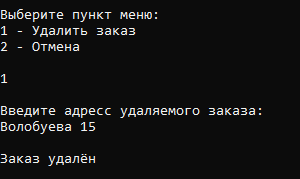 Выберите пункт меню:
1 - Удалить заказ
2 - Отмена
1
Введите адресс удаляемого заказа:
Волобуева 15
Заказ удалён